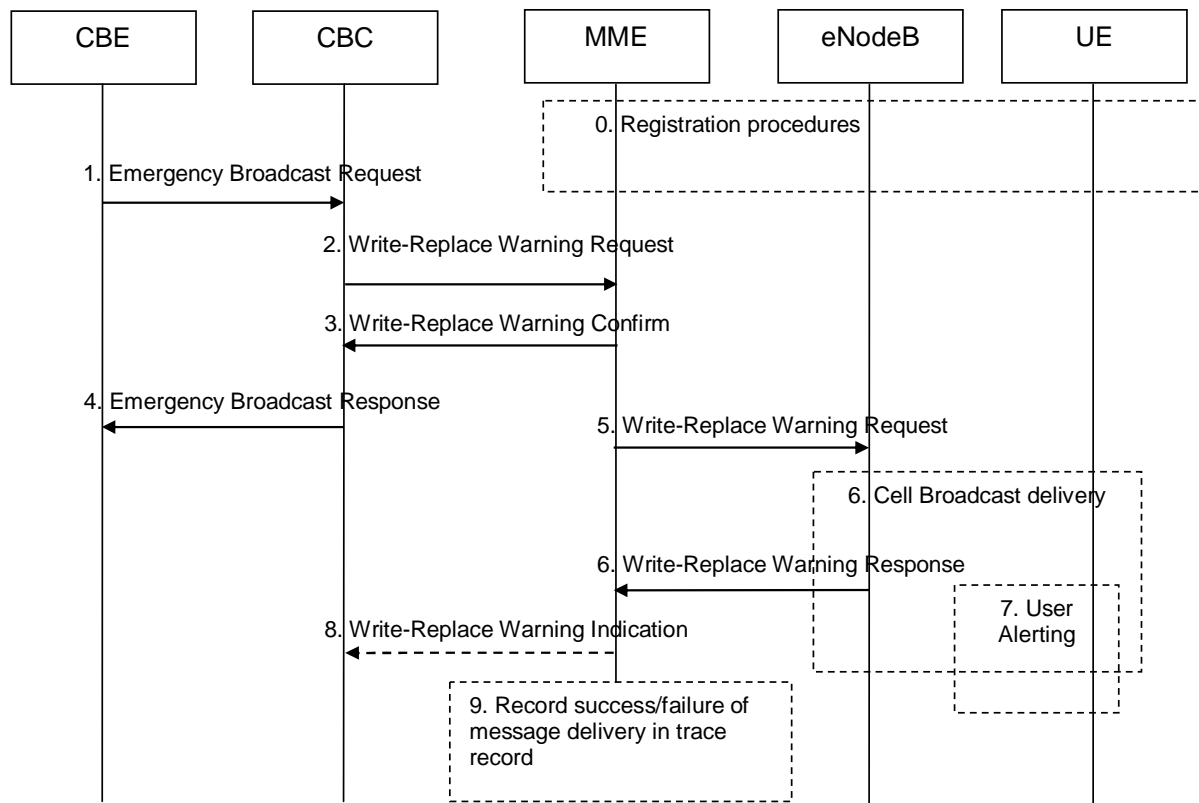 CBE
CBC
MME
eNodeB
UE
0. Registration procedures
1. Emergency Broadcast Request
2. Write-Replace Warning Request
3. Write-Replace Warning Confirm
4. Emergency Broadcast Response
5. Write-Replace Warning Request
6. Cell Broadcast delivery
6. Write-Replace Warning Response
7. User
Alerting
8. Write-Replace Warning Indication
9. Record success/failure of
message delivery in trace
record